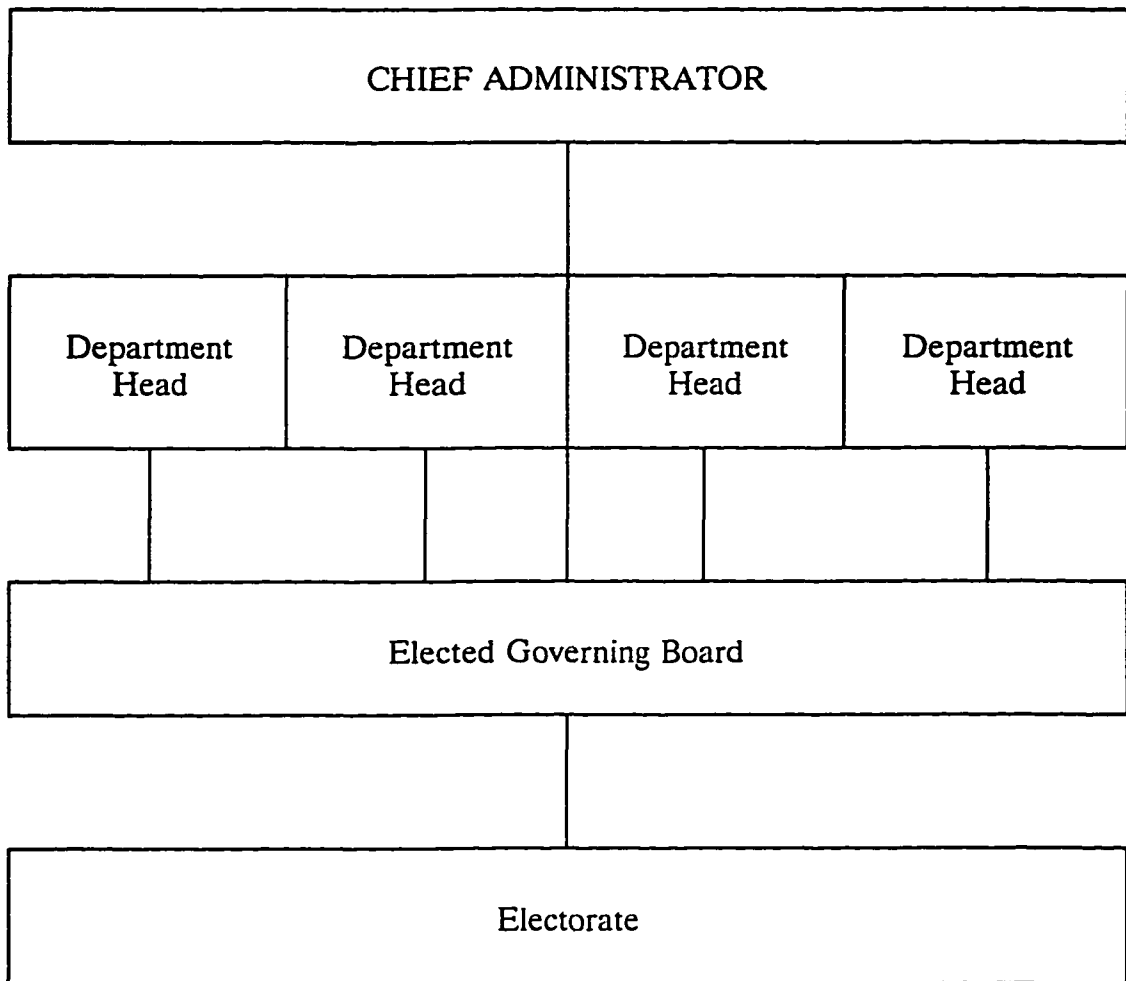 CHIEF ADMINISTRATOR
Department
Head
Department
Head
Department
Head
Department
Head
Elected Governing Board
Electorate